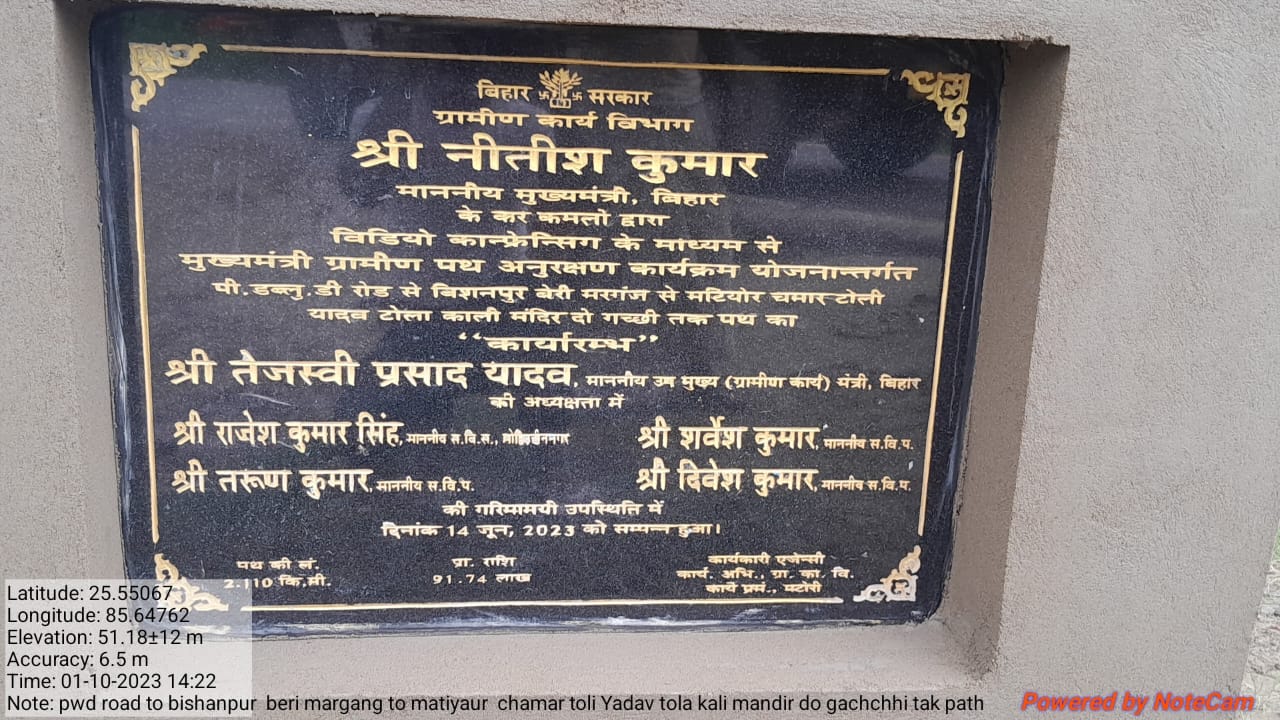 बिहार सरकार
ग्रामीण कार्य विभाग
श्री नीतीश कुमार
माननीय मुख्यमंत्री, बिहार
के कर कमलो द्वारा
विडियो कान्फ्रेन्सिग के माध्यम से
मुख्यमंत्री ग्रामीण पथ अनुरक्षण कार्यक्रम योजनान्तर्गत
पी.डब्लु.डी रोड से बिशनपुर बेरी मरगंज से मटियोर चमार टोली
यादव टोला काली मंदिर दो गच्छी तक पथ का
“कार्यारम्भ”
श्री तेजस्वी प्रसाद यादव, माननीय उप मुख्य (ग्रामीण कार्य) मंत्री, बिहार
की अध्यक्षता में
श्री राजेश कुमार सिंह, माननीय स.वि.स., श्री शर्वेश कुमार, माननीय स.वि.प.
श्री तरूण कुमार, माननीय स.वि.प. श्री दिवेश कुमार, माननीय स.वि.प.
की गरिमामयी उपस्थिति में
दिनांक 14 जून, 2023 को सम्पन्न हुआ।
पथ की लं. प्रा. राशि कार्यकारी एजेन्सी
2.110 कि.मी. 91.74 लाख कार्य. अभि., ग्रा. का. वि.
कार्य प्रमं.,
Latitude: 25.55067
Longitude: 85.64762
Elevation: 51.18±12 m
Accuracy: 6.5 m
Time: 01-10-2023 14:22
Note: pwd road to bishanpur beri margang to matiyaur chamar toli Yadav tola kali mandir do gachchhi tak path
Powered by NoteCam